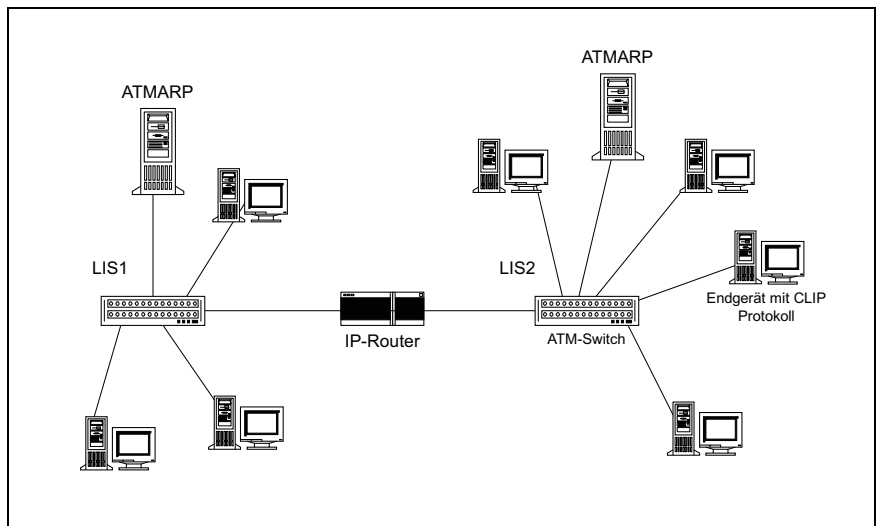 ATMARP
ATMARP
LIS1
LIS2
IP-Router
ATM-Switch
Endgerät mit CLIP
Protokoll